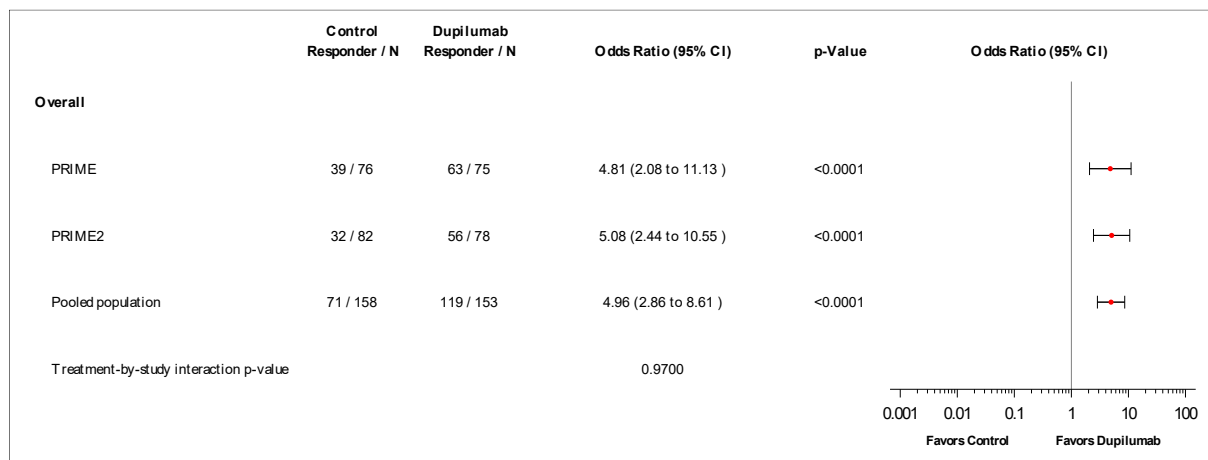 Control Dupilumab
Responder / N Responder / N Odds Ratio (95% CI) p-Value Odds Ratio (95% CI)
Overall
PRIME 39 / 76 63 / 75 4.81 (2.08 to 11.13 ) <0.0001
PRIME2 32 / 82 56 / 78 5.08 (2.44 to 10.55 ) <0.0001
Pooled population 71 / 158 119 / 153 4.96 (2.86 to 8.61 ) <0.0001
Treatment-by-study interaction p-value 0.9700
0.001 0.01 0.1 1 10 100
Favors Control Favors Dupilumab